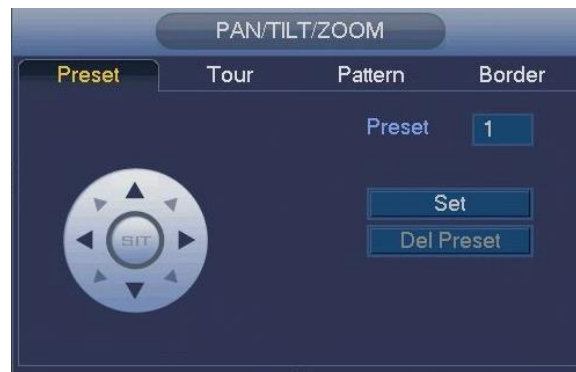 PAN/TILT/ZOOM
Preset Tour Pattern Border
Preset 1
SIT
Set
Del Preset